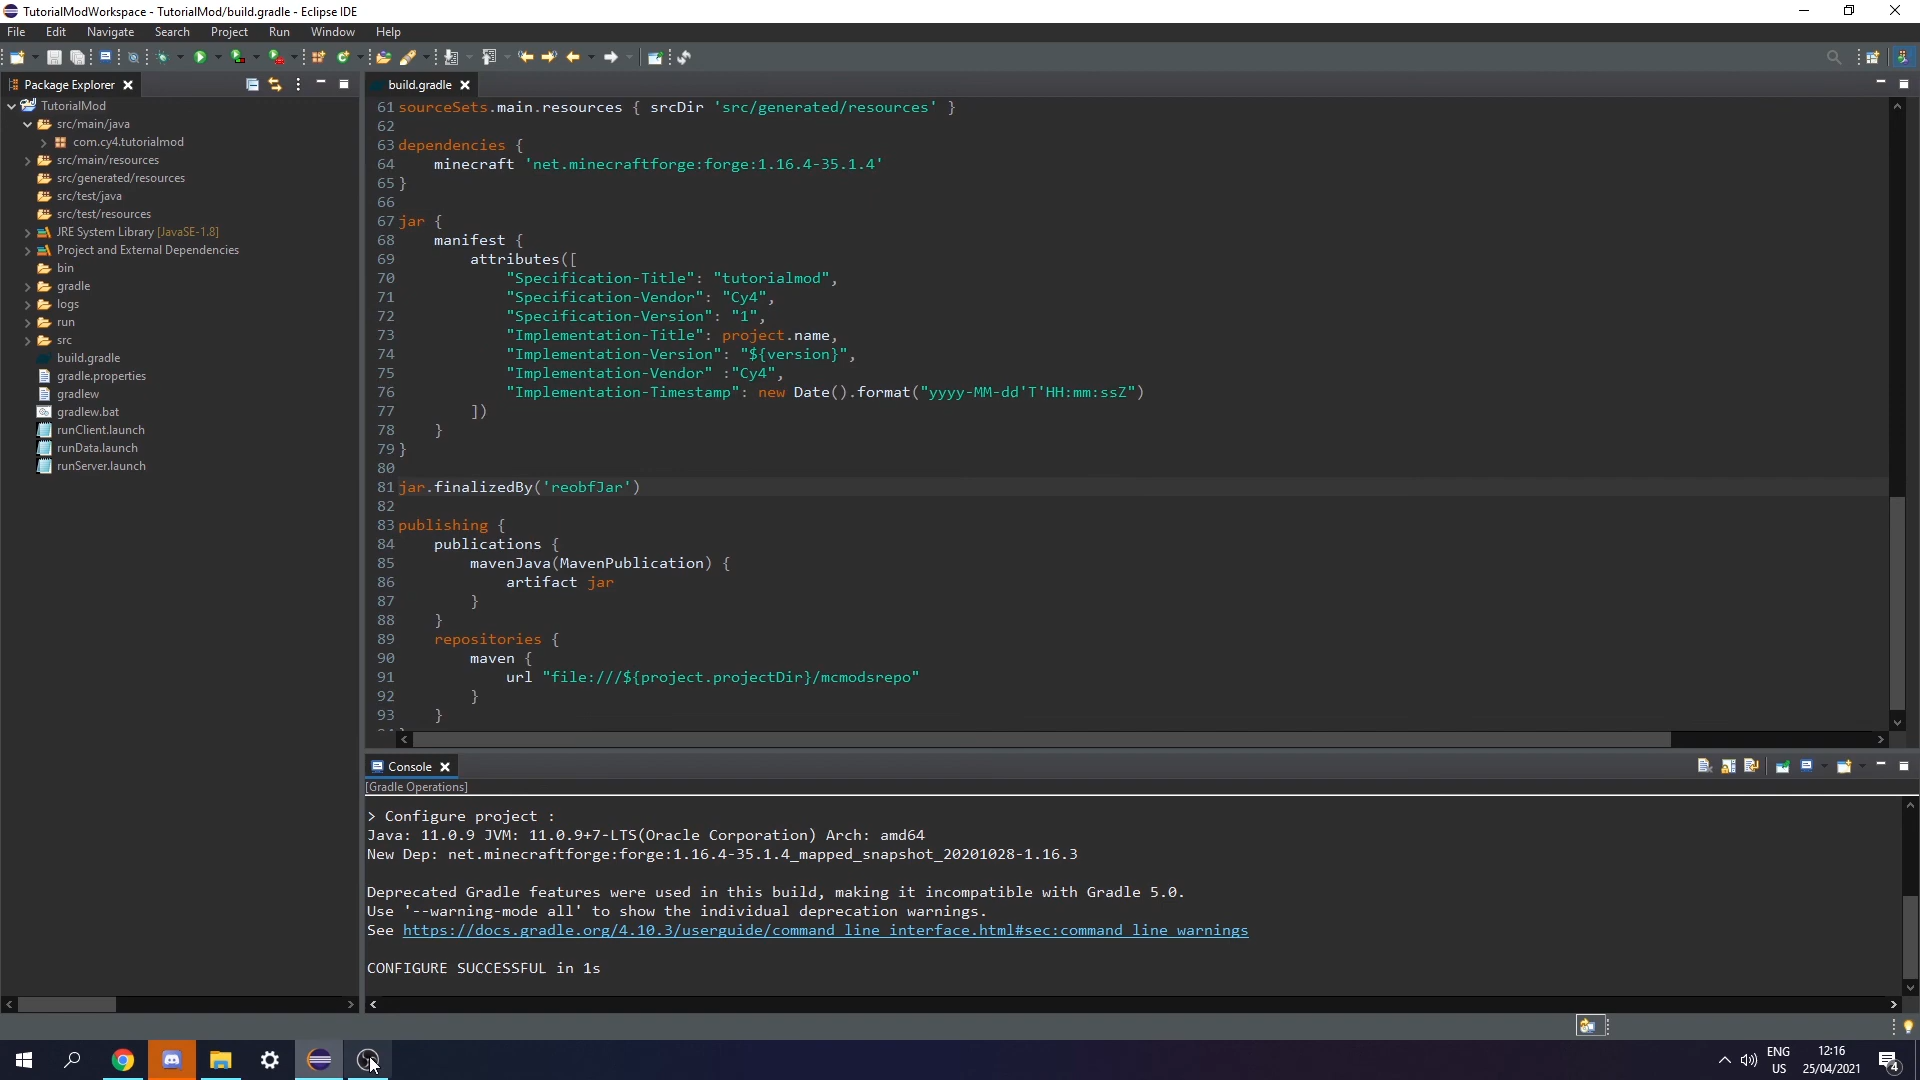 TutorialModWorkspace - TutorialMod/build.gradle - Eclipse IDE
File Edit Navigate Search Project Run Window Help
Package Explorer
TutorialMod
src/main/java
com.cy4.tutorialmod
src/main/resources
src/generated/resources
src/test/java
src/test/resources
JRE System Library [JavaSE-1.8]
Project and External Dependencies
bin
gradle
logs
run
src
build.gradle
gradle.properties
gradlew
gradlew.bat
runClient.launch
runData.launch
runServer.launch
build.gradle
61 sourceSets.main.resources { srcDir 'src/generated/resources' }
62
63 dependencies {
64     minecraft 'net.minecraftforge:forge:1.16.4-35.1.4'
65 }
66
67 jar {
68     manifest {
69         attributes([
70             "Specification-Title": "tutorialmod",
71             "Specification-Vendor": "Cy4",
72             "Specification-Version": "1",
73             "Implementation-Title": project.name,
74             "Implementation-Version": "${version}",
75             "Implementation-Vendor" :"Cy4",
76             "Implementation-Timestamp": new Date().format("yyyy-MM-dd'T'HH:mm:ssZ")
77         ])
78     }
79 }
80
81 jar.finalizedBy('reobfJar')
82
83 publishing {
84     publications {
85         mavenJava(MavenPublication) {
86             artifact jar
87         }
88     }
89     repositories {
90         maven {
91             url "file:///${project.projectDir}/mcmodsrepo"
92         }
93     }
Console
[Gradle Operations]
> Configure project :
Java: 11.0.9 JVM: 11.0.9+7-LTS(Oracle Corporation) Arch: amd64
New Dep: net.minecraftforge:forge:1.16.4-35.1.4_mapped_snapshot_20201028-1.16.3
Deprecated Gradle features were used in this build, making it incompatible with Gradle 5.0.
Use '--warning-mode all' to show the individual deprecation warnings.
See https://docs.gradle.org/4.10.3/userguide/command_line_interface.html#sec:command_line_warnings
CONFIGURE SUCCESSFUL in 1s
ENG
US
12:16
25/04/2021
4